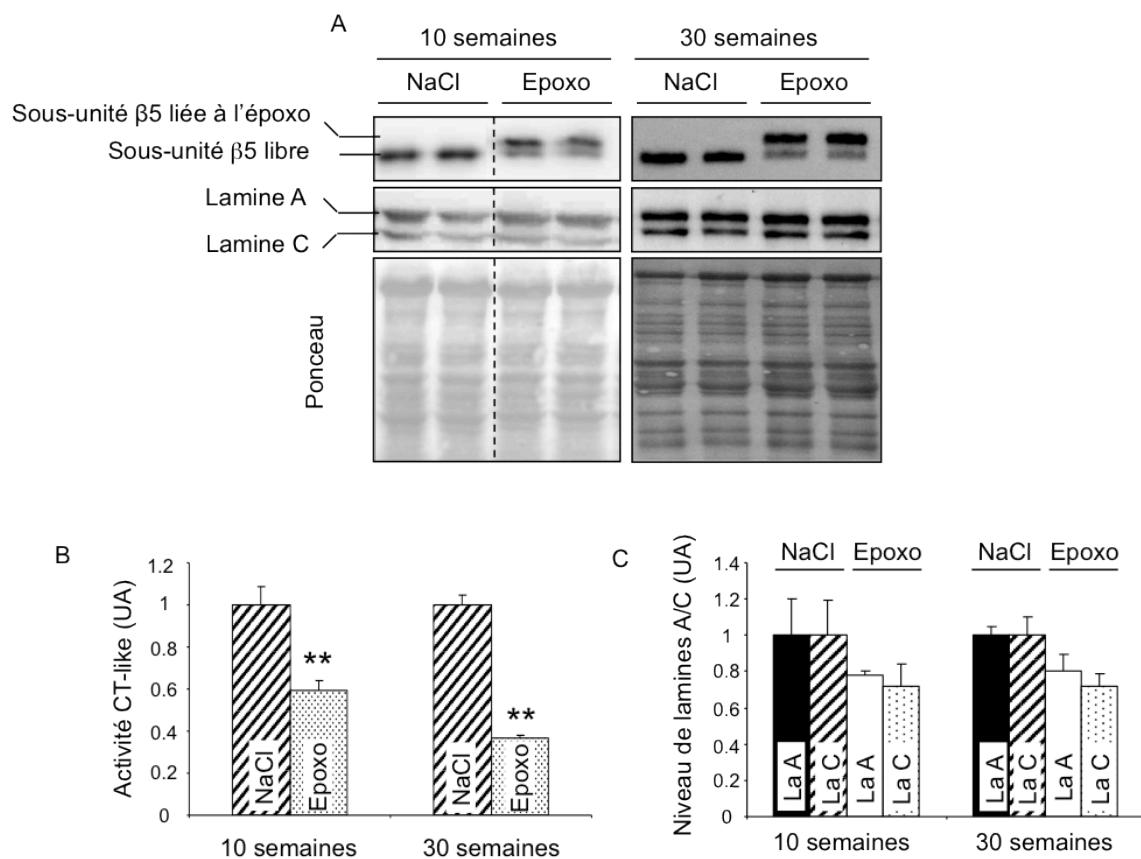 A
10 semaines 30 semaines
NaCl Epoxo NaCl Epoxo
Sous-unité β5 liée à l'époxo
Sous-unité β5 libre
Lamine A
Lamine C
Ponceau
B
Activité CT-like (UA)
1.2
1
0.8
0.6
0.4
0.2
0
** **
NaCl Epoxo NaCl Epoxo
10 semaines 30 semaines
C
Niveau de lamines A/C (UA)
NaCl Epoxo NaCl Epoxo
1.4
1.2
1
0.8
0.6
0.4
0.2
0
La A La C La A La C La A La C La A La C
10 semaines 30 semaines